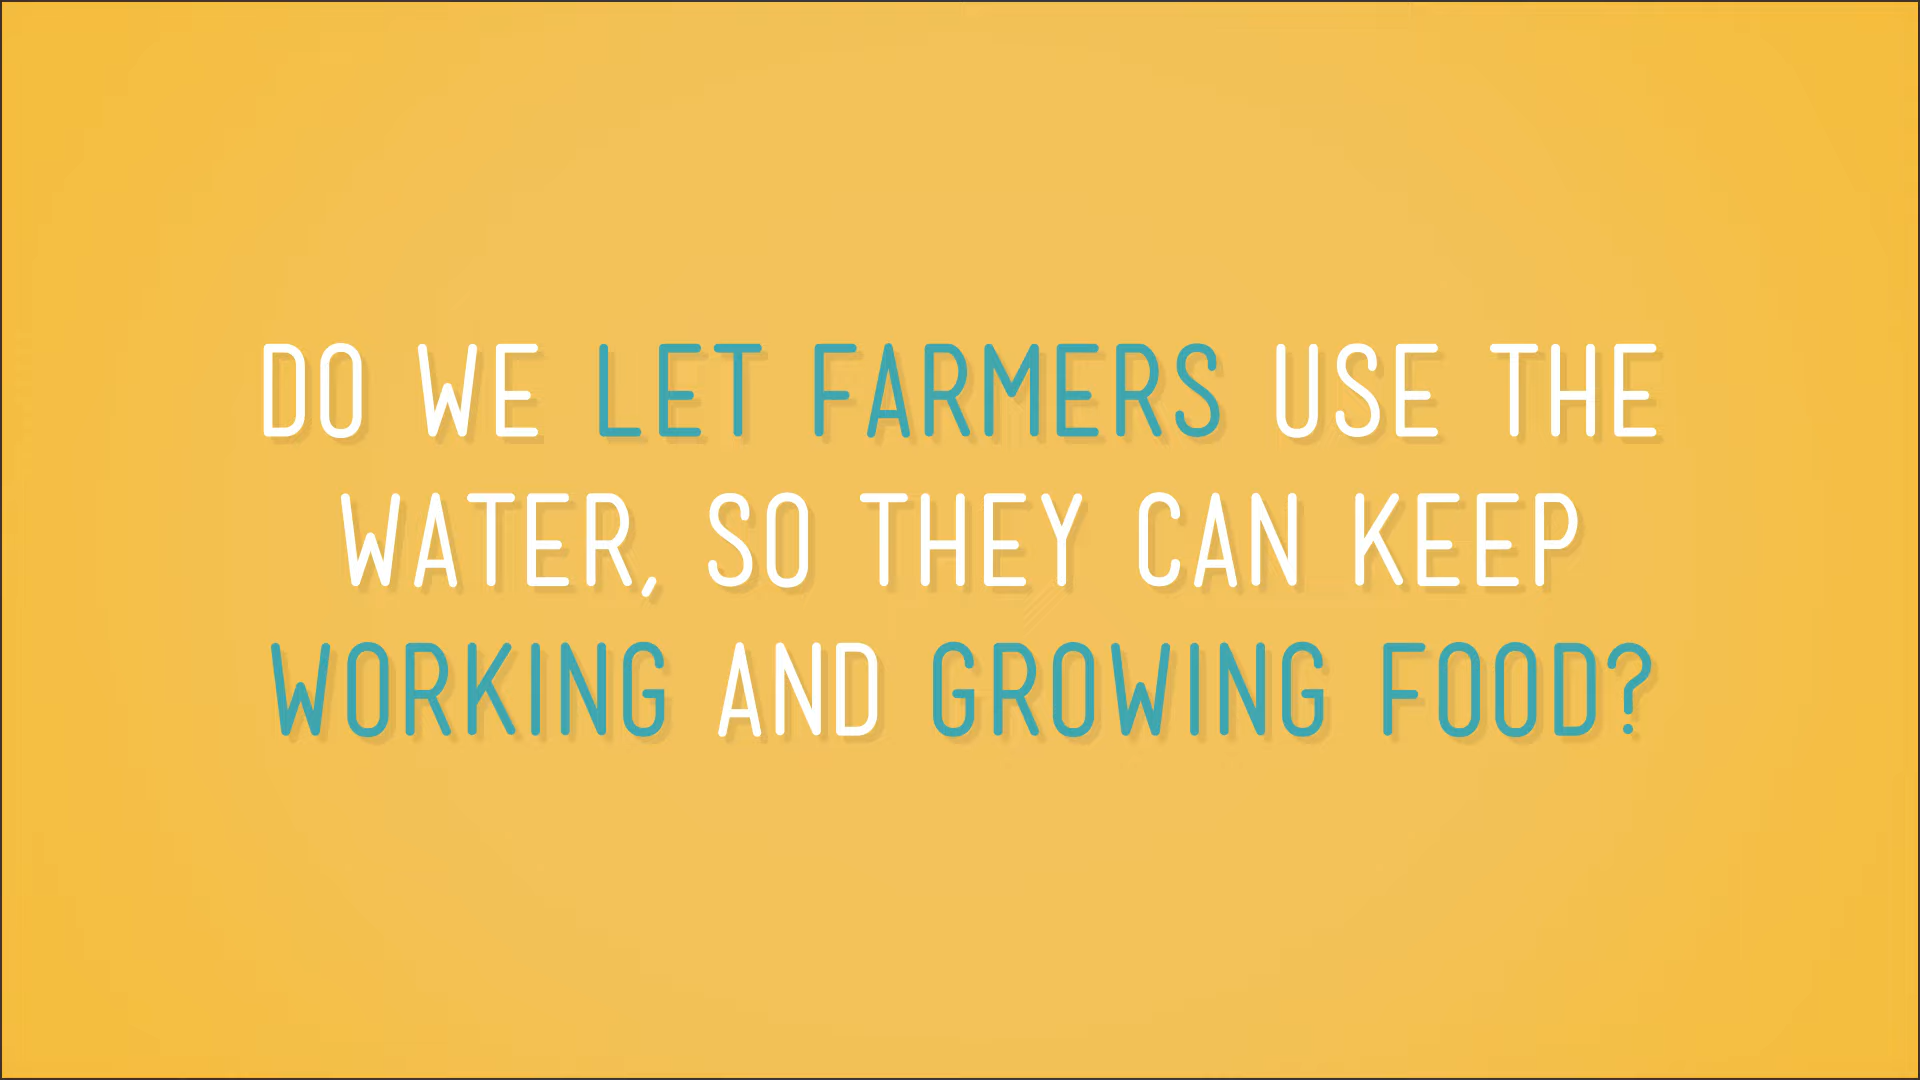 DO WE LET FARMERS USE THE
WATER, SO THEY CAN KEEP
WORKING AND GROWING FOOD?